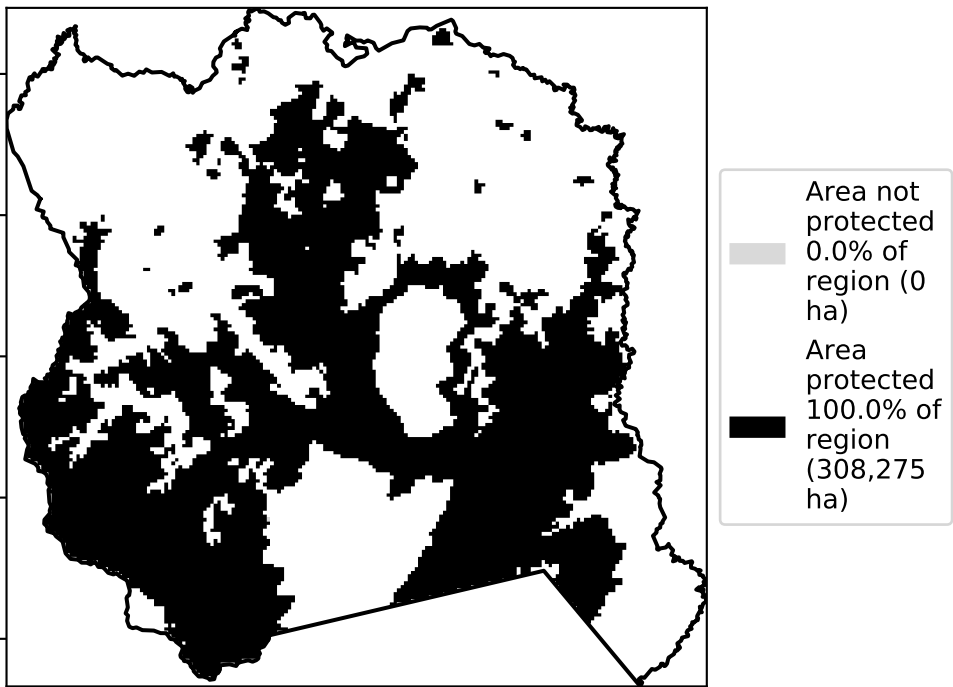 Area not
protected
0.0% of
region (0
ha)
Area
protected
100.0% of
region
(308,275
ha)